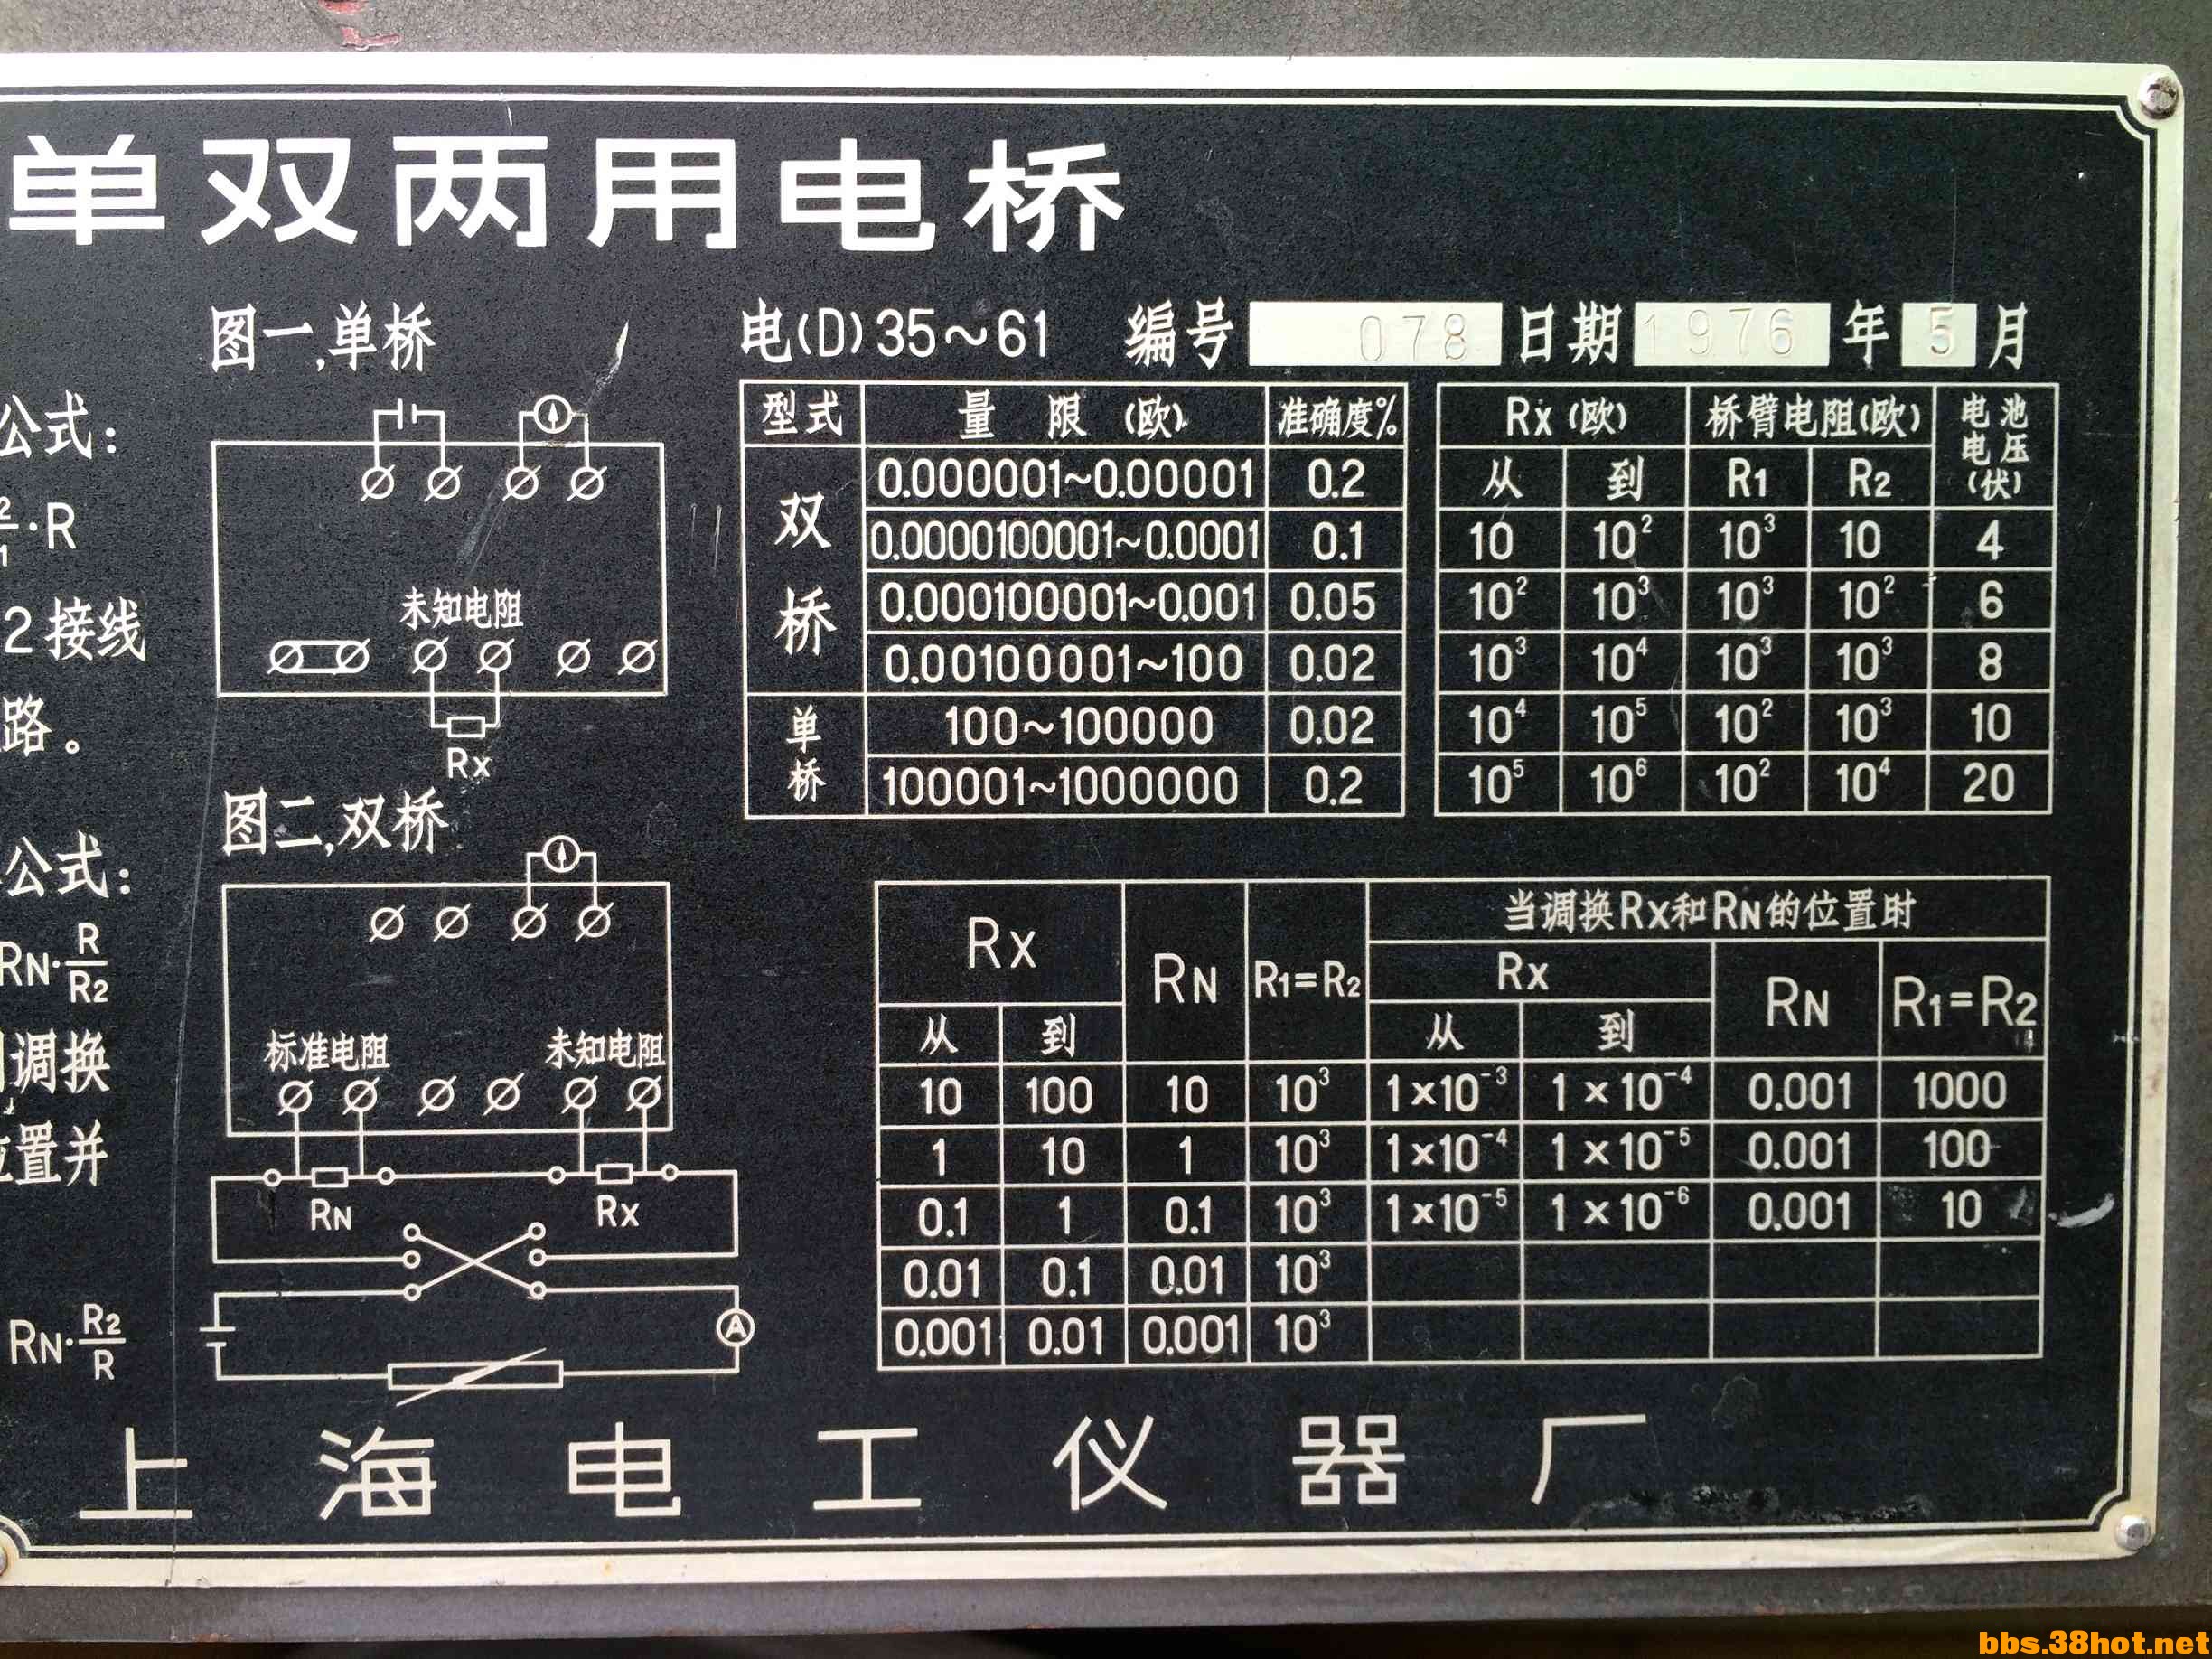 单双两用电桥
图一,单桥
电(D)35~61 编号 078 日期 1976 年 5 月
公式:
·R
2接线
路。
未知电阻
Rx
型式 量 限 (欧) 准确度%
双桥 0.000001~0.00001 0.2
0.0000100001~0.0001 0.1
0.000100001~0.001 0.05
0.00100001~100 0.02
单桥 100~100000 0.02
100001~1000000 0.2
Rx (欧) 桥臂电阻(欧) 电池电压(伏)
从 到 R1 R2
10 10² 10³ 10 4
10² 10³ 10³ 10² 6
10³ 10⁴ 10³ 10³ 8
10⁴ 10⁵ 10² 10³ 10
10⁵ 10⁶ 10² 10⁴ 20
图二,双桥
公式:
RN·R/R2
调换
位置并
RN·R2/R
标准电阻 未知电阻
RN Rx
A
Rx RN R1=R2 当调换RX和RN的位置时
Rx RN R1=R2
从 到 从 到
10 100 10 10³ 1×10⁻³ 1×10⁻⁴ 0.001 1000
1 10 1 10³ 1×10⁻⁴ 1×10⁻⁵ 0.001 100
0.1 1 0.1 10³ 1×10⁻⁵ 1×10⁻⁶ 0.001 10
0.01 0.1 0.01 10³
0.001 0.01 0.001 10³
上海电工仪器厂
bbs.38hot.net